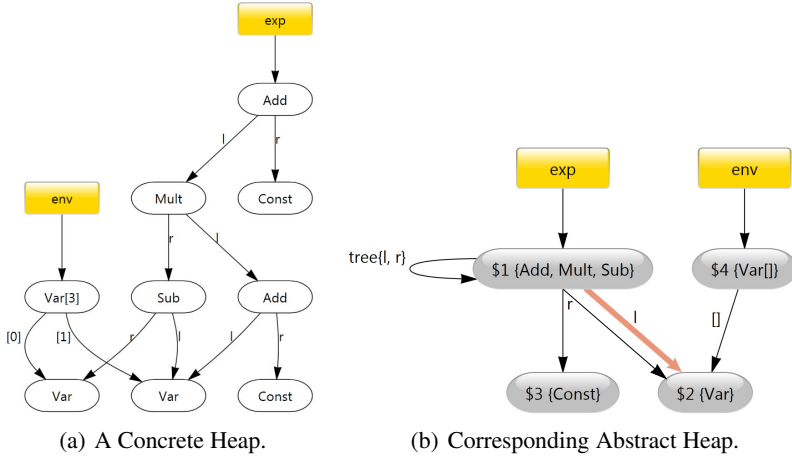 exp
Add
l
r
env
Mult
Const
r
l
Var[3]
Sub
Add
[0]
[1]
r
l
l
r
Var
Var
Const
(a) A Concrete Heap.
exp
env
tree{l, r}
$1 {Add, Mult, Sub}
$4 {Var[]}
r
l
[]
$3 {Const}
$2 {Var}
(b) Corresponding Abstract Heap.